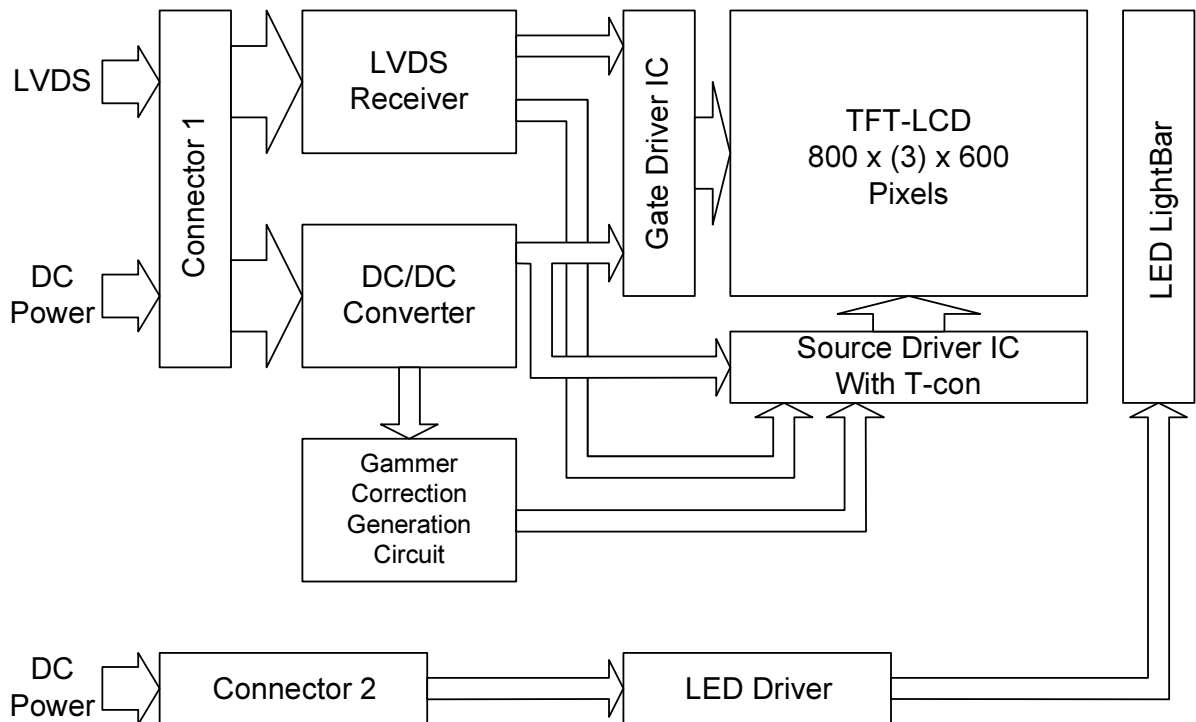 LVDS
Connector 1
LVDS
Receiver
Gate Driver IC
TFT-LCD
800 x (3) x 600
Pixels
LED LightBar
DC
Power
DC/DC
Converter
Source Driver IC
With T-con
Gammer
Correction
Generation
Circuit
DC
Power
Connector 2
LED Driver